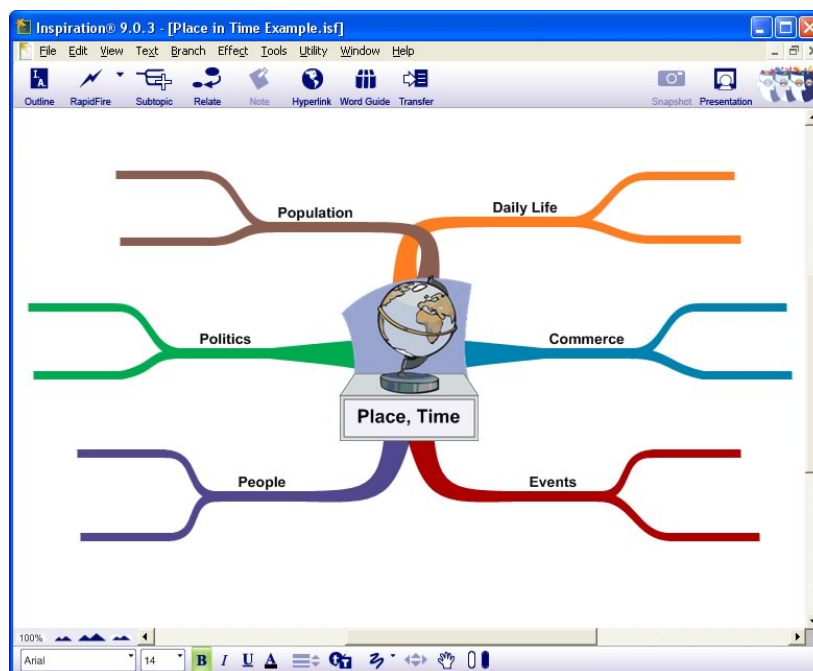 Inspiration® 9.0.3 - [Place in Time Example.isf]
File Edit View Text Branch Effect Tools Utility Window Help
Outline RapidFire Subtopic Relate Note Hyperlink Word Guide Transfer Snapshot Presentation
Population
Daily Life
Politics
Commerce
Place, Time
People
Events
100%
Arial 14 B I U A